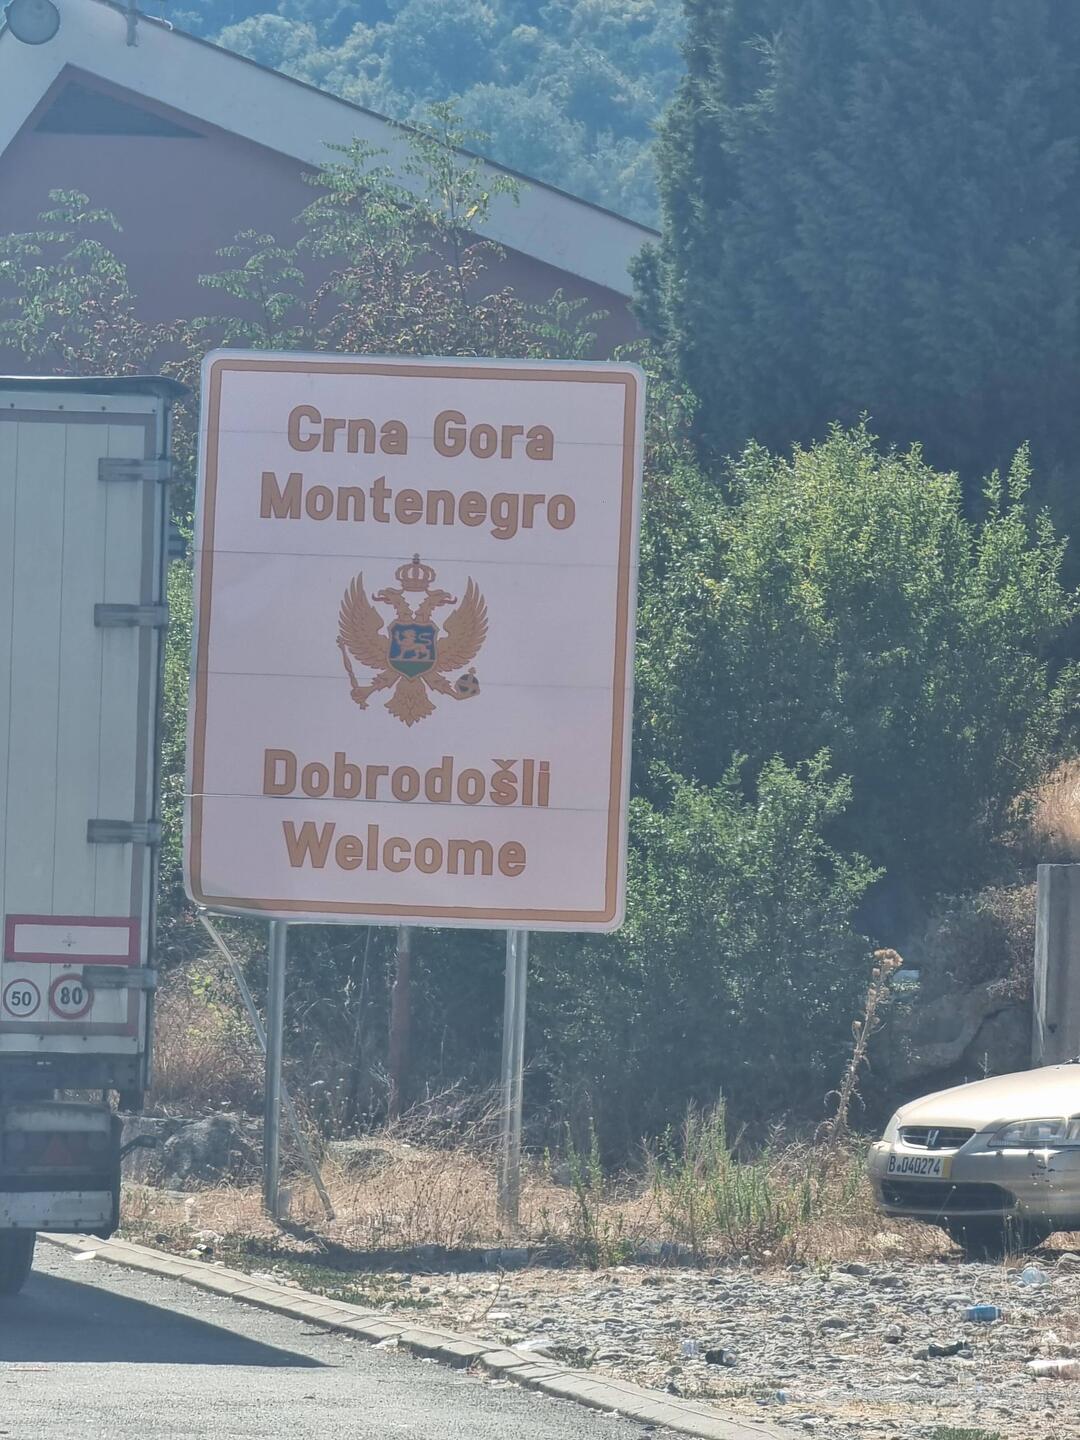 Crna Gora
Montenegro
Dobrodošli
Welcome
50
80
B 040274